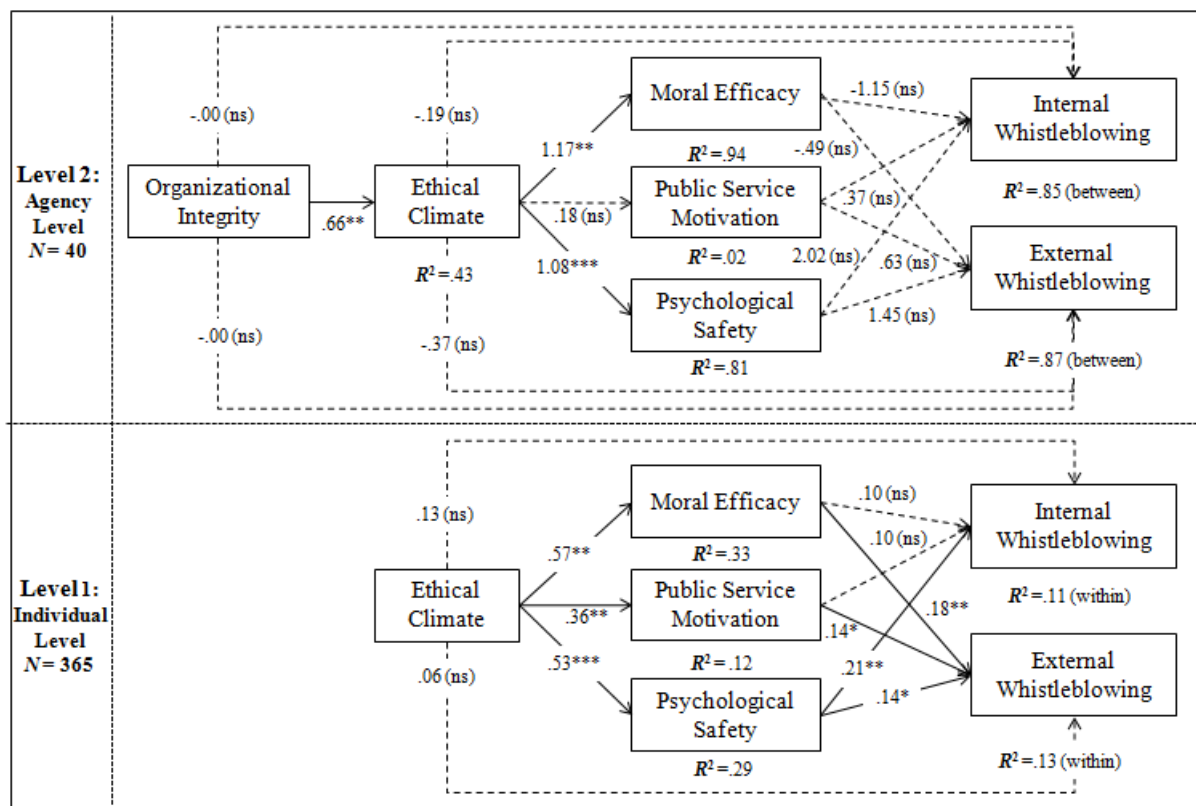 Level 2:
Agency
Level
N= 40
-.00 (ns)
-.19 (ns)
Organizational
Integrity
.66**
Ethical
Climate
R² =.43
-.00 (ns)
-.37 (ns)
1.17**
.18 (ns)
1.08***
Moral Efficacy
R² =.94
Public Service
Motivation
R² =.02
Psychological
Safety
R² =.81
-1.15 (ns)
-.49 (ns)
.37 (ns)
2.02 (ns)
.63 (ns)
1.45 (ns)
Internal
Whistleblowing
R² =.85 (between)
External
Whistleblowing
R² =.87 (between)
Level 1:
Individual
Level
N= 365
.13 (ns)
Ethical
Climate
.06 (ns)
.57**
.36**
.53***
Moral Efficacy
R² =.33
Public Service
Motivation
R² =.12
Psychological
Safety
R² =.29
.10 (ns)
.10 (ns)
.18**
.14*
.21**
.14*
Internal
Whistleblowing
R² =.11 (within)
External
Whistleblowing
R² =.13 (within)